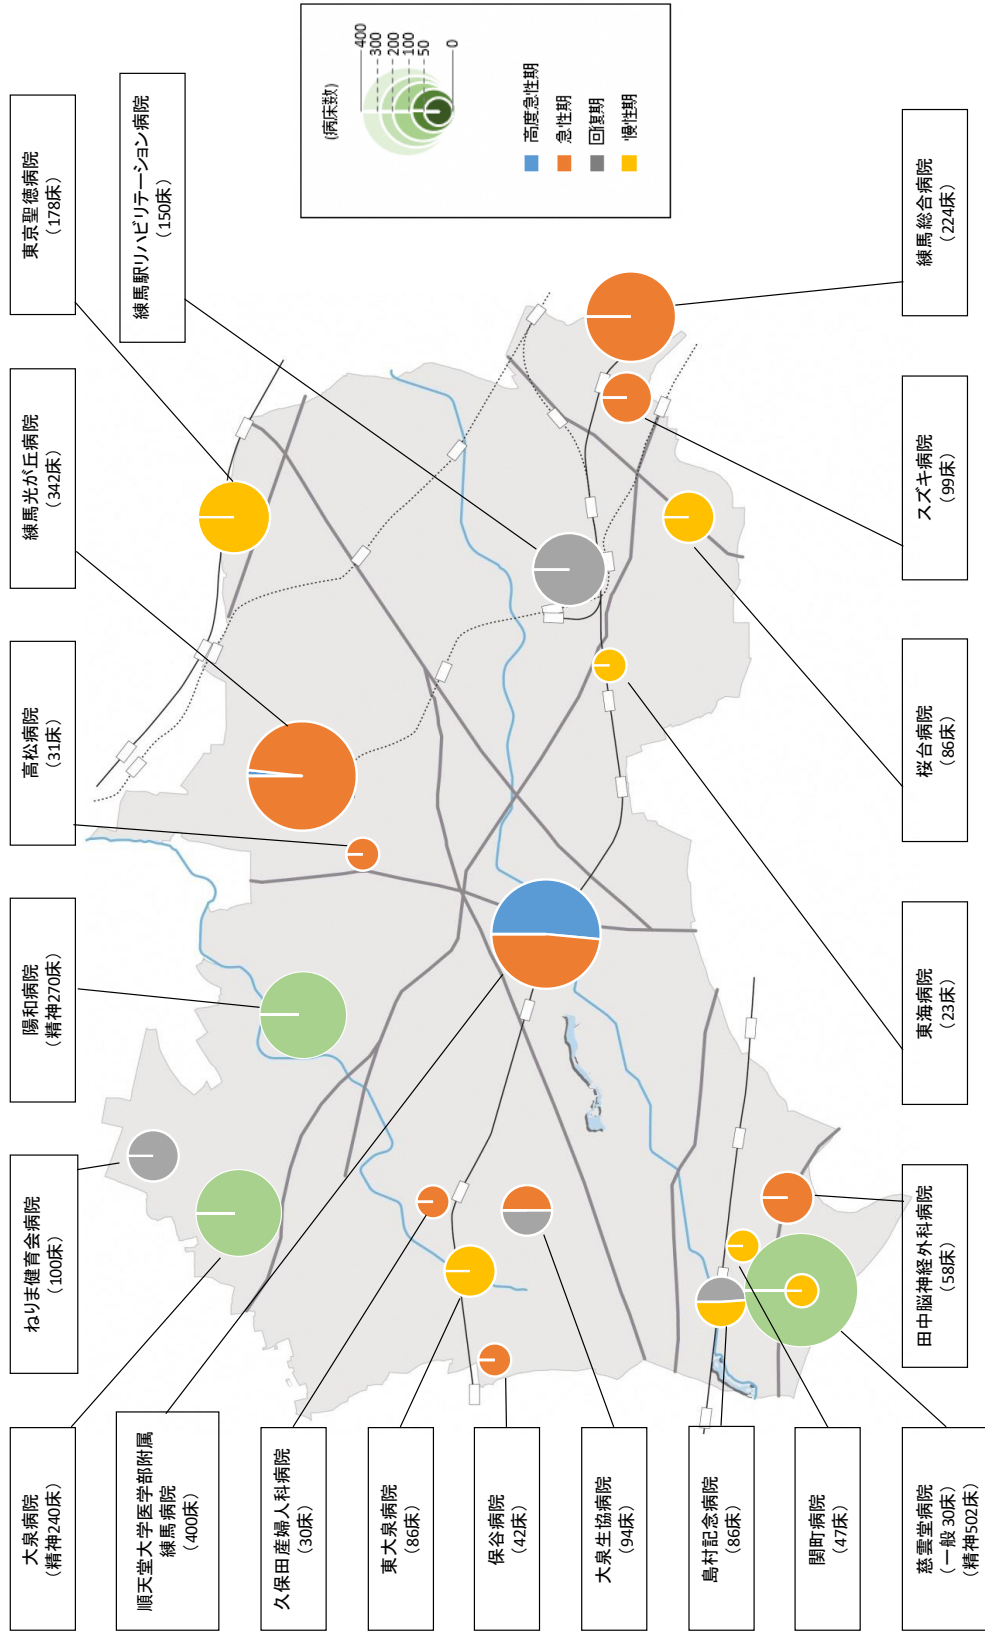 大泉病院
(精神240床)
ねりま健育会病院
(100床)
陽和病院
(精神270床)
高松病院
(31床)
練馬光が丘病院
(342床)
東京聖徳病院
(178床)
順天堂大学医学部附属
練馬病院
(400床)
練馬駅リハビリテーション病院
(150床)
久保田産婦人科病院
(30床)
東大泉病院
(86床)
保谷病院
(42床)
大泉生協病院
(94床)
島村記念病院
(86床)
関町病院
(47床)
慈雲堂病院
(一般30床)
(精神502床)
田中脳神経外科病院
(58床)
東海病院
(23床)
桜台病院
(86床)
スズキ病院
(99床)
練馬総合病院
(224床)
(病床数)
400
300
200
100
50
0
高度急性期
急性期
回復期
慢性期